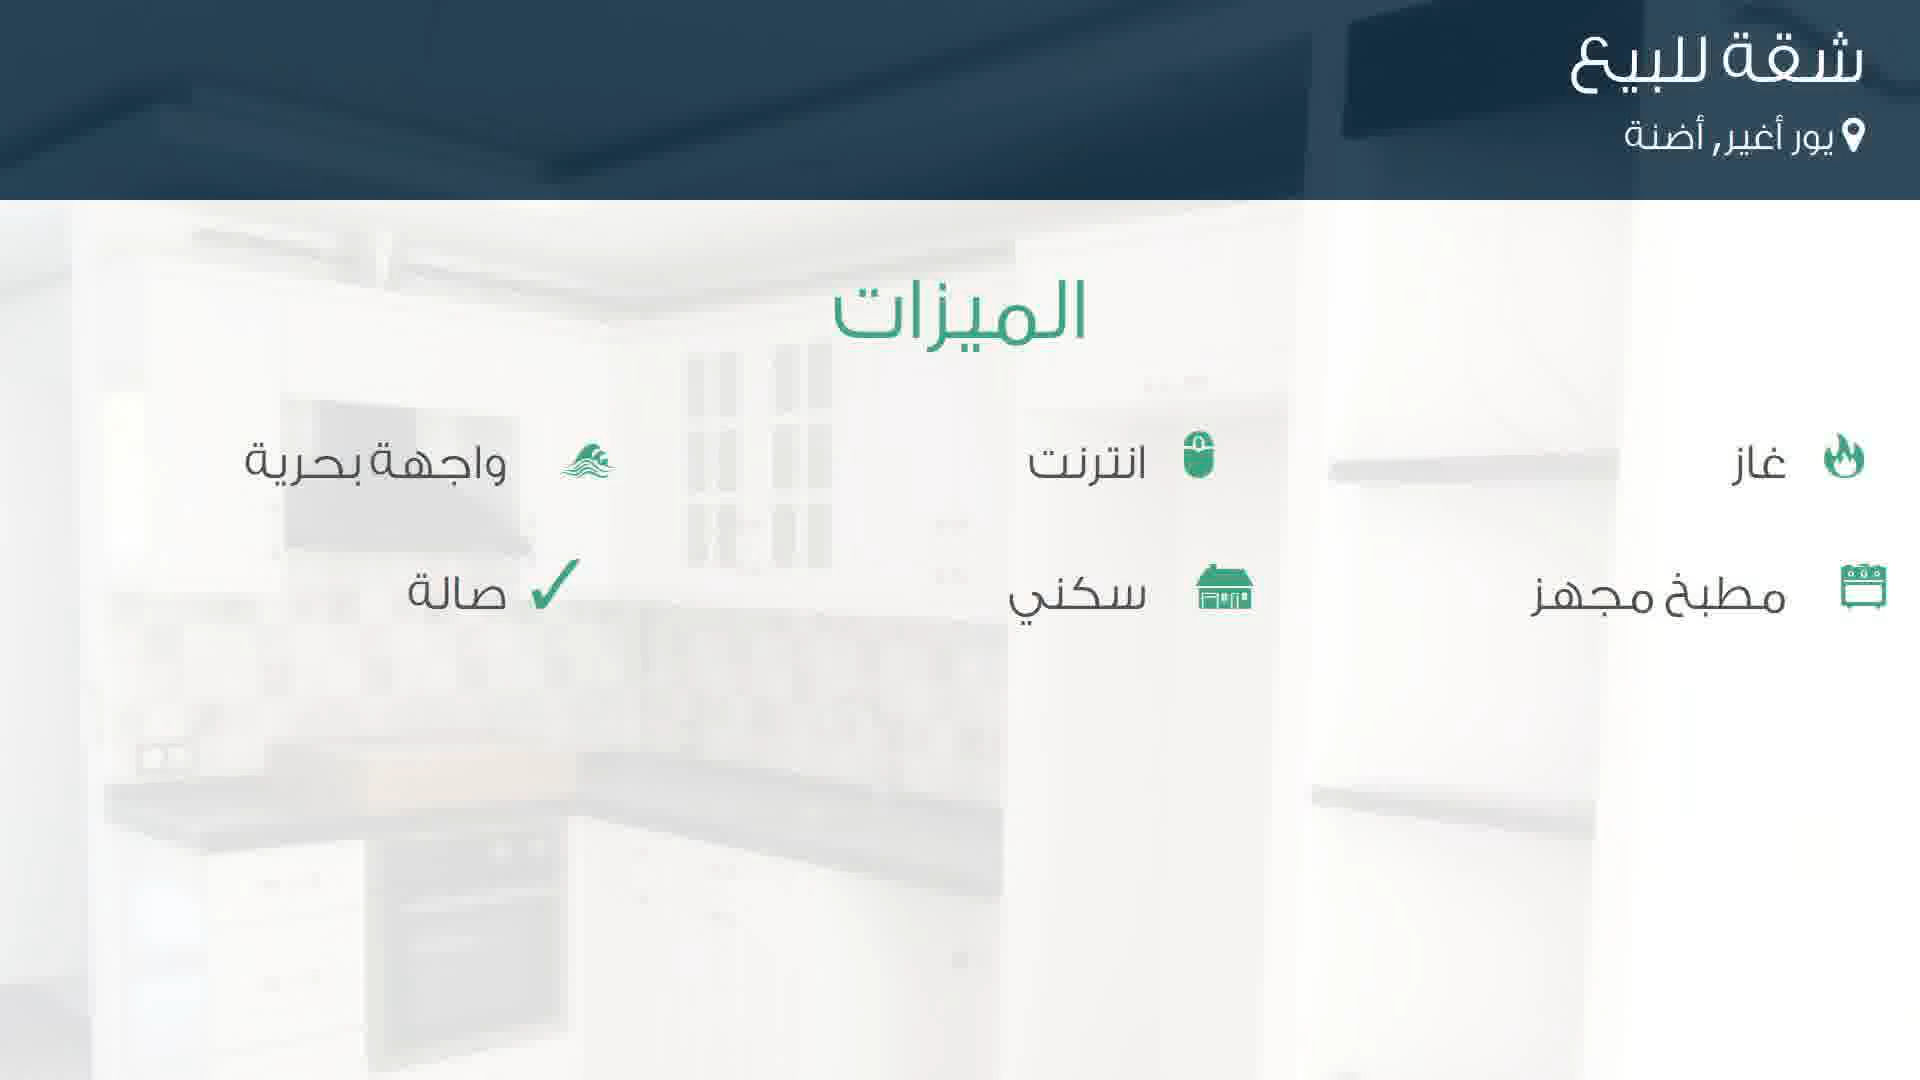 شقة للبيع
يور أغير, أضنة
الميزات
غاز
انترنت
واجهة بحرية
مطبخ مجهز
سكني
صالة